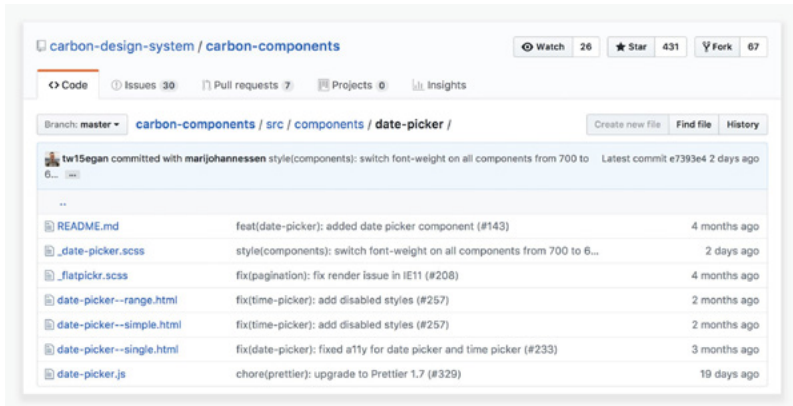 carbon-design-system / carbon-components
Watch 26 Star 431 Fork 67
Code Issues 30 Pull requests 7 Projects 0 Insights
Branch: master carbon-components / src / components / date-picker / Create new file Find file History
tw15egan committed with marijohannessen style(components): switch font-weight on all components from 700 to Latest commit e7393e4 2 days ago
6... ...
..
README.md feat(date-picker): added date picker component (#143) 4 months ago
_date-picker.scss style(components): switch font-weight on all components from 700 to 6... 2 days ago
_flatpickr.scss fix(pagination): fix render issue in IE11 (#208) 4 months ago
date-picker--range.html fix(time-picker): add disabled styles (#257) 2 months ago
date-picker--simple.html fix(time-picker): add disabled styles (#257) 2 months ago
date-picker--single.html fix(date-picker): fixed a11y for date picker and time picker (#233) 3 months ago
date-picker.js chore(prettier): upgrade to Prettier 1.7 (#329) 19 days ago